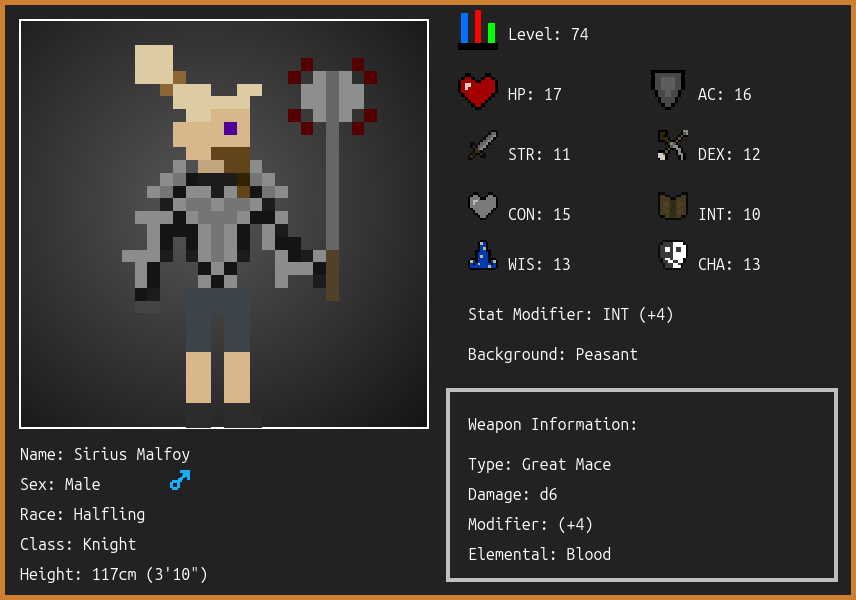 Level: 74
HP: 17
AC: 16
STR: 11
DEX: 12
CON: 15
INT: 10
WIS: 13
CHA: 13
Stat Modifier: INT (+4)
Background: Peasant
Weapon Information:
Type: Great Mace
Damage: d6
Modifier: (+4)
Elemental: Blood
Name: Sirius Malfoy
Sex: Male
Race: Halfling
Class: Knight
Height: 117cm (3'10")